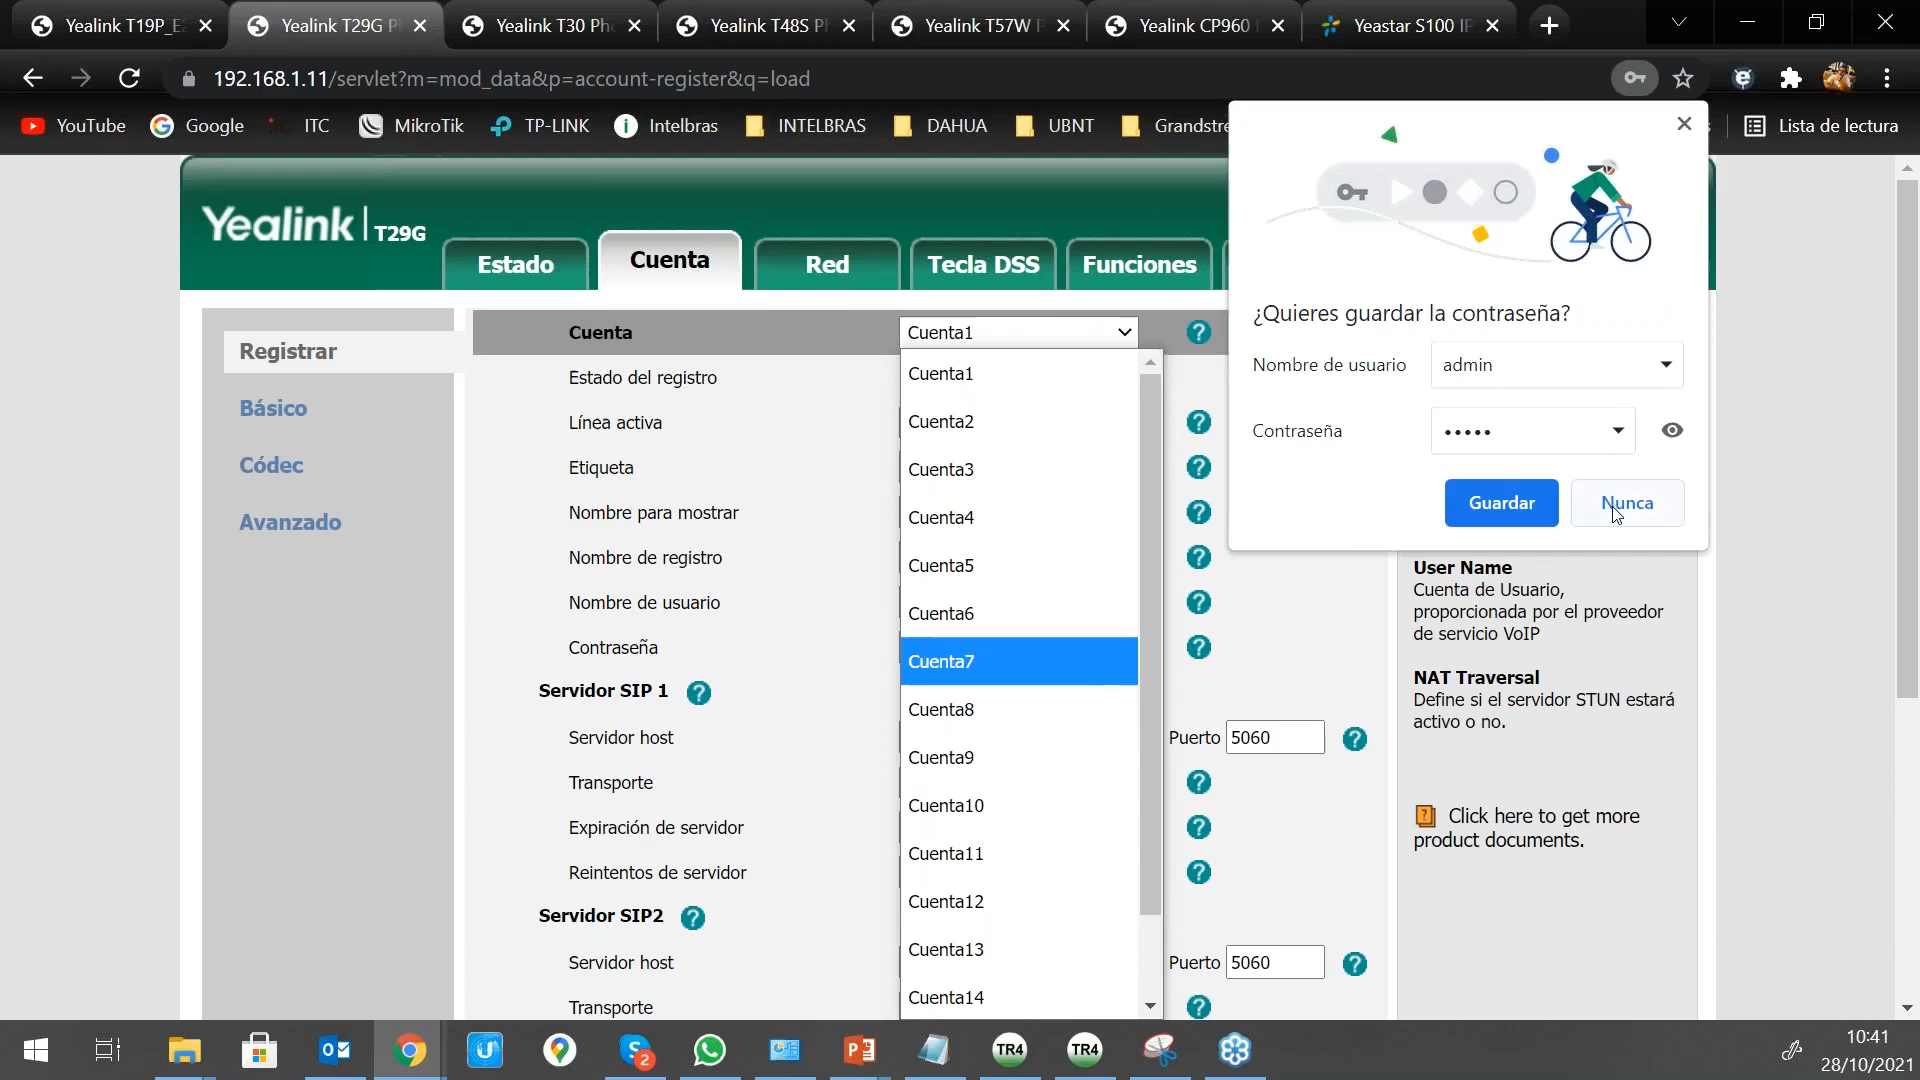 Yealink T19P_E2
Yealink T29G P
Yealink T30 Pho
Yealink T48S Ph
Yealink T57W P
Yealink CP960
Yeastar S100 IP
192.168.1.11/servlet?m=mod_data&p=account-register&q=load
YouTube
Google
ITC
MikroTik
TP-LINK
Intelbras
INTELBRAS
DAHUA
UBNT
Grandstre
Lista de lectura
Yealink | T29G
Estado
Cuenta
Red
Tecla DSS
Funciones
Registrar
Básico
Códec
Avanzado
Cuenta
Cuenta1
Estado del registro
Línea activa
Etiqueta
Nombre para mostrar
Nombre de registro
Nombre de usuario
Contraseña
Servidor SIP 1
Servidor host
Puerto 5060
Transporte
Expiración de servidor
Reintentos de servidor
Servidor SIP2
Servidor host
Puerto 5060
Transporte
Cuenta1
Cuenta2
Cuenta3
Cuenta4
Cuenta5
Cuenta6
Cuenta7
Cuenta8
Cuenta9
Cuenta10
Cuenta11
Cuenta12
Cuenta13
Cuenta14
¿Quieres guardar la contraseña?
Nombre de usuario
admin
Contraseña
•••••
Guardar
Nunca
User Name
Cuenta de Usuario,
proporcionada por el proveedor
de servicio VoIP
NAT Traversal
Define si el servidor STUN estará
activo o no.
Click here to get more
product documents.
2
TR4
TR4
10:41
28/10/2021